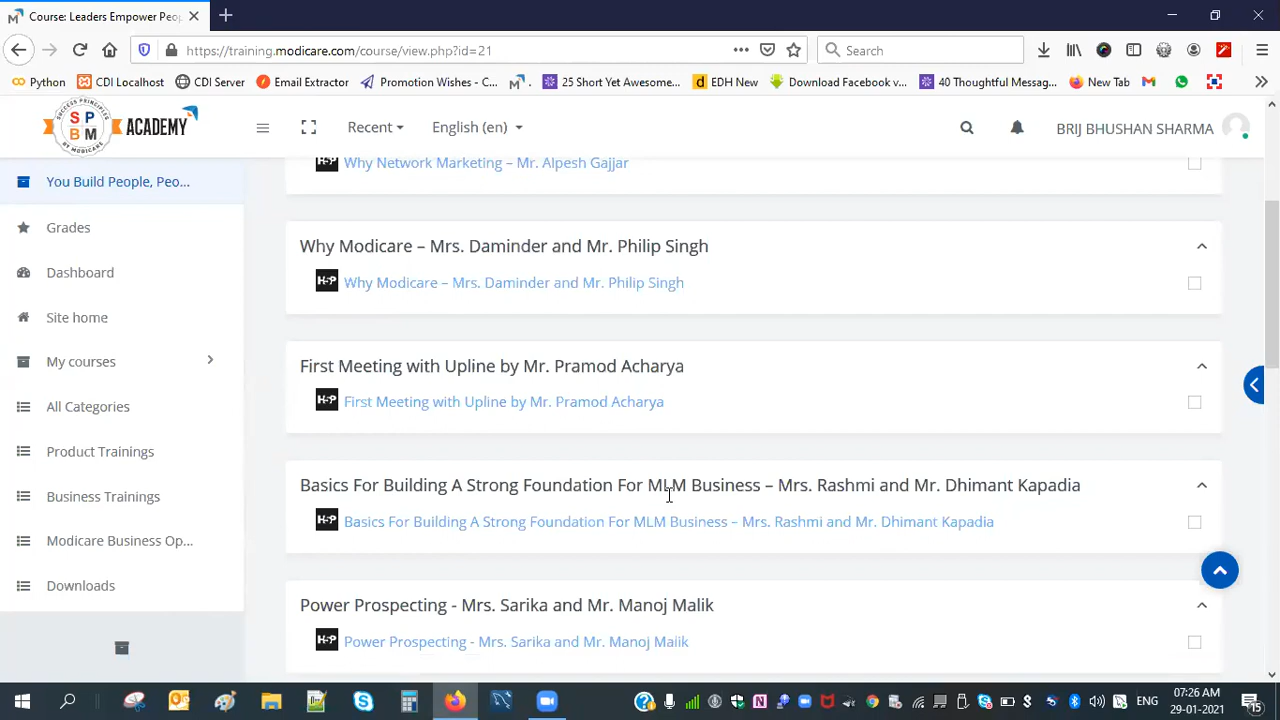 Course: Leaders Empower Peop
https://training.modicare.com/course/view.php?id=21
Search
Python
CDI Localhost
CDI Server
Email Extractor
Promotion Wishes - C...
25 Short Yet Awesome...
EDH New
Download Facebook v...
40 Thoughtful Messag...
New Tab
SUCCESS PRINCIPLES
S P
B M
BY MODICARE
ACADEMY
Recent
English (en)
BRIJ BHUSHAN SHARMA
You Build People, Peo...
Grades
Dashboard
Site home
My courses
All Categories
Product Trainings
Business Trainings
Modicare Business Op...
Downloads
H-P Why Network Marketing – Mr. Alpesh Gajjar
Why Modicare – Mrs. Daminder and Mr. Philip Singh
H-P Why Modicare – Mrs. Daminder and Mr. Philip Singh
First Meeting with Upline by Mr. Pramod Acharya
H-P First Meeting with Upline by Mr. Pramod Acharya
Basics For Building A Strong Foundation For MLM Business – Mrs. Rashmi and Mr. Dhimant Kapadia
H-P Basics For Building A Strong Foundation For MLM Business – Mrs. Rashmi and Mr. Dhimant Kapadia
Power Prospecting - Mrs. Sarika and Mr. Manoj Malik
H-P Power Prospecting - Mrs. Sarika and Mr. Manoj Malik
ENG
07:26 AM
29-01-2021
15